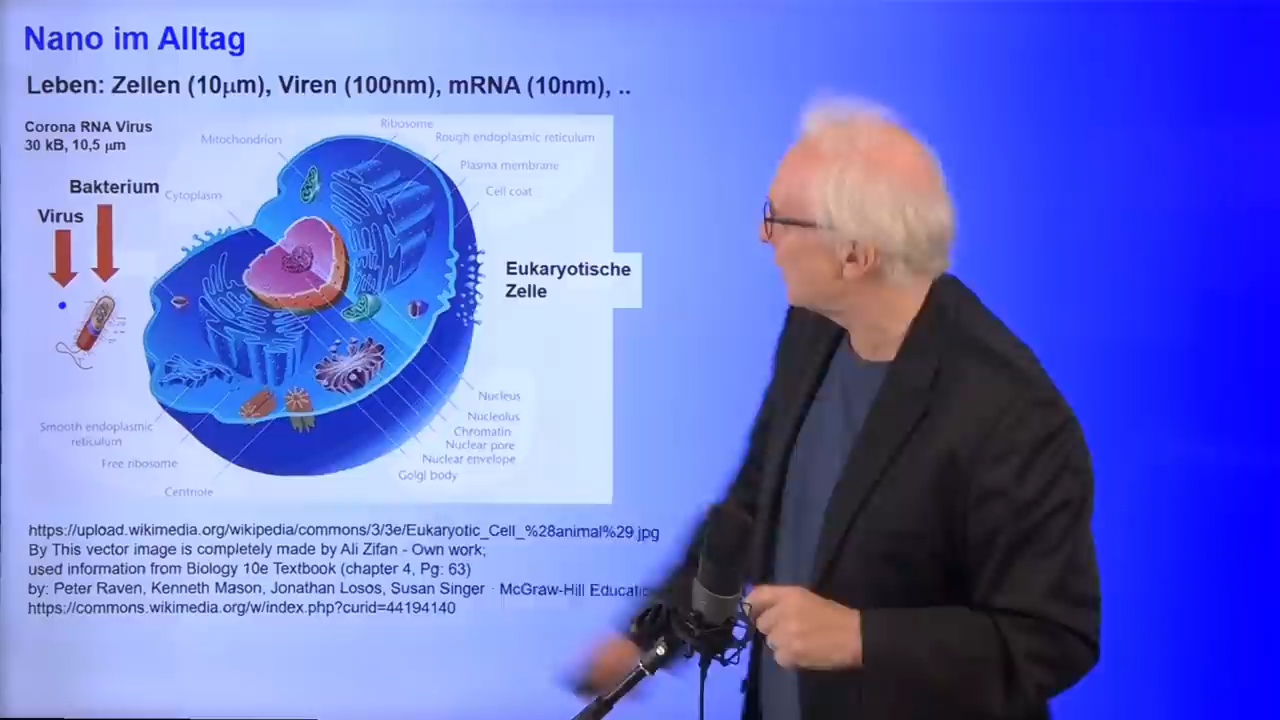 Nano im Alltag
Leben: Zellen (10μm), Viren (100nm), mRNA (10nm), ..
Corona RNA Virus
30 kB, 10,5 μm
Bakterium
Virus
Mitochondrion
Cytoplasm
Ribosome
Rough endoplasmic reticulum
Plasma membrane
Cell coat
Eukaryotische
Zelle
Nucleus
Nucleolus
Chromatin
Nuclear pore
Nuclear envelope
Golgi body
Smooth endoplasmic
reticulum
Free ribosome
Centriole
https://upload.wikimedia.org/wikipedia/commons/3/3e/Eukaryotic_Cell_%28animal%29.jpg
By This vector image is completely made by Ali Zifan - Own work;
used information from Biology 10e Textbook (chapter 4, Pg: 63)
by: Peter Raven, Kenneth Mason, Jonathan Losos, Susan Singer · McGraw-Hill
https://commons.wikimedia.org/w/index.php?curid=44194140